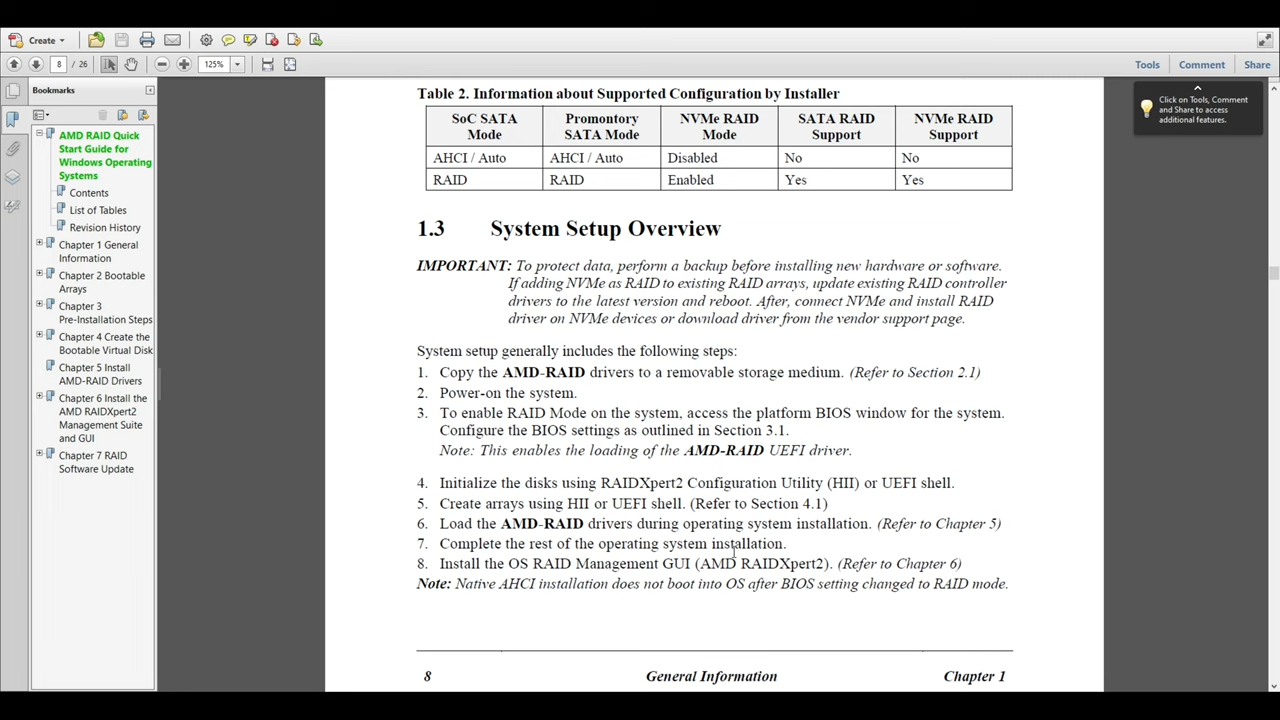 Create
8 / 26
125%
Tools
Comment
Share
Bookmarks
AMD RAID Quick
Start Guide for
Windows Operating
Systems
Contents
List of Tables
Revision History
Chapter 1 General
Information
Chapter 2 Bootable
Arrays
Chapter 3
Pre-Installation Steps
Chapter 4 Create the
Bootable Virtual Disk
Chapter 5 Install
AMD-RAID Drivers
Chapter 6 Install the
AMD RAIDXpert2
Management Suite
and GUI
Chapter 7 RAID
Software Update
Click on Tools, Comment
and Share to access
additional features.
Table 2. Information about Supported Configuration by Installer
SoC SATA Mode Promontory SATA Mode NVMe RAID Mode SATA RAID Support NVMe RAID Support
AHCI / Auto AHCI / Auto Disabled No No
RAID RAID Enabled Yes Yes
1.3 System Setup Overview
IMPORTANT: To protect data, perform a backup before installing new hardware or software.
If adding NVMe as RAID to existing RAID arrays, update existing RAID controller
drivers to the latest version and reboot. After, connect NVMe and install RAID
driver on NVMe devices or download driver from the vendor support page.
System setup generally includes the following steps:
1. Copy the AMD-RAID drivers to a removable storage medium. (Refer to Section 2.1)
2. Power-on the system.
3. To enable RAID Mode on the system, access the platform BIOS window for the system.
Configure the BIOS settings as outlined in Section 3.1.
Note: This enables the loading of the AMD-RAID UEFI driver.
4. Initialize the disks using RAIDXpert2 Configuration Utility (HII) or UEFI shell.
5. Create arrays using HII or UEFI shell. (Refer to Section 4.1)
6. Load the AMD-RAID drivers during operating system installation. (Refer to Chapter 5)
7. Complete the rest of the operating system installation.
8. Install the OS RAID Management GUI (AMD RAIDXpert2). (Refer to Chapter 6)
Note: Native AHCI installation does not boot into OS after BIOS setting changed to RAID mode.
8 General Information Chapter 1